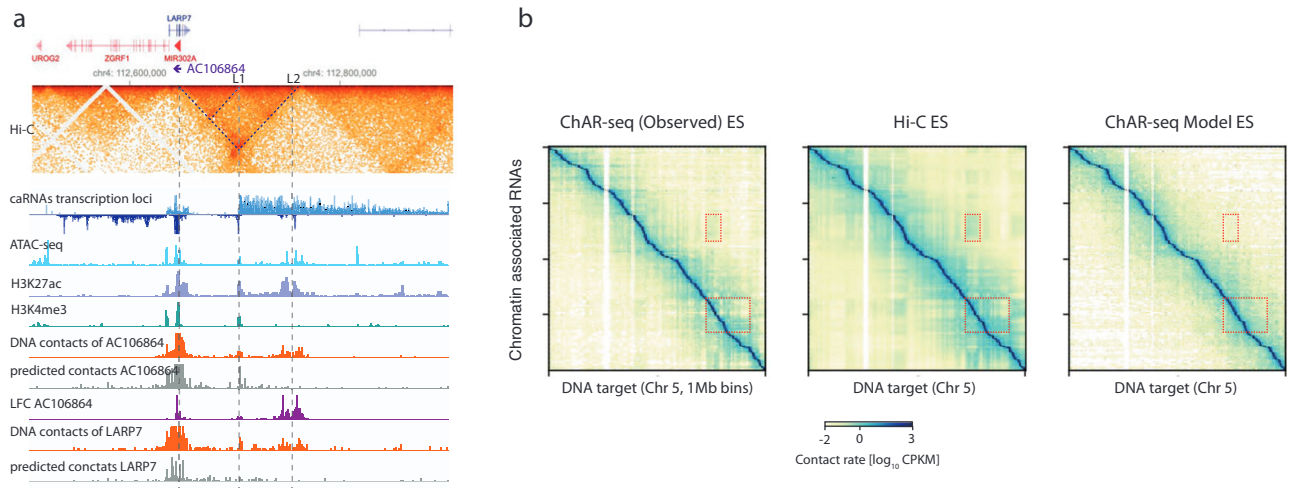 a
LARP7
UROG2 ZGRF1 MIR302A
AC106864
chr4: 112,600,000 L1 L2 chr4: 112,800,000
Hi-C
caRNAs transcription loci
ATAC-seq
H3K27ac
H3K4me3
DNA contacts of AC106864
predicted contacts AC106864
LFC AC106864
DNA contacts of LARP7
predicted conctats LARP7
b
ChAR-seq (Observed) ES Hi-C ES ChAR-seq Model ES
Chromatin associated RNAs
DNA target (Chr 5, 1Mb bins) DNA target (Chr 5) DNA target (Chr 5)
-2 0 3
Contact rate [log10 CPKM]